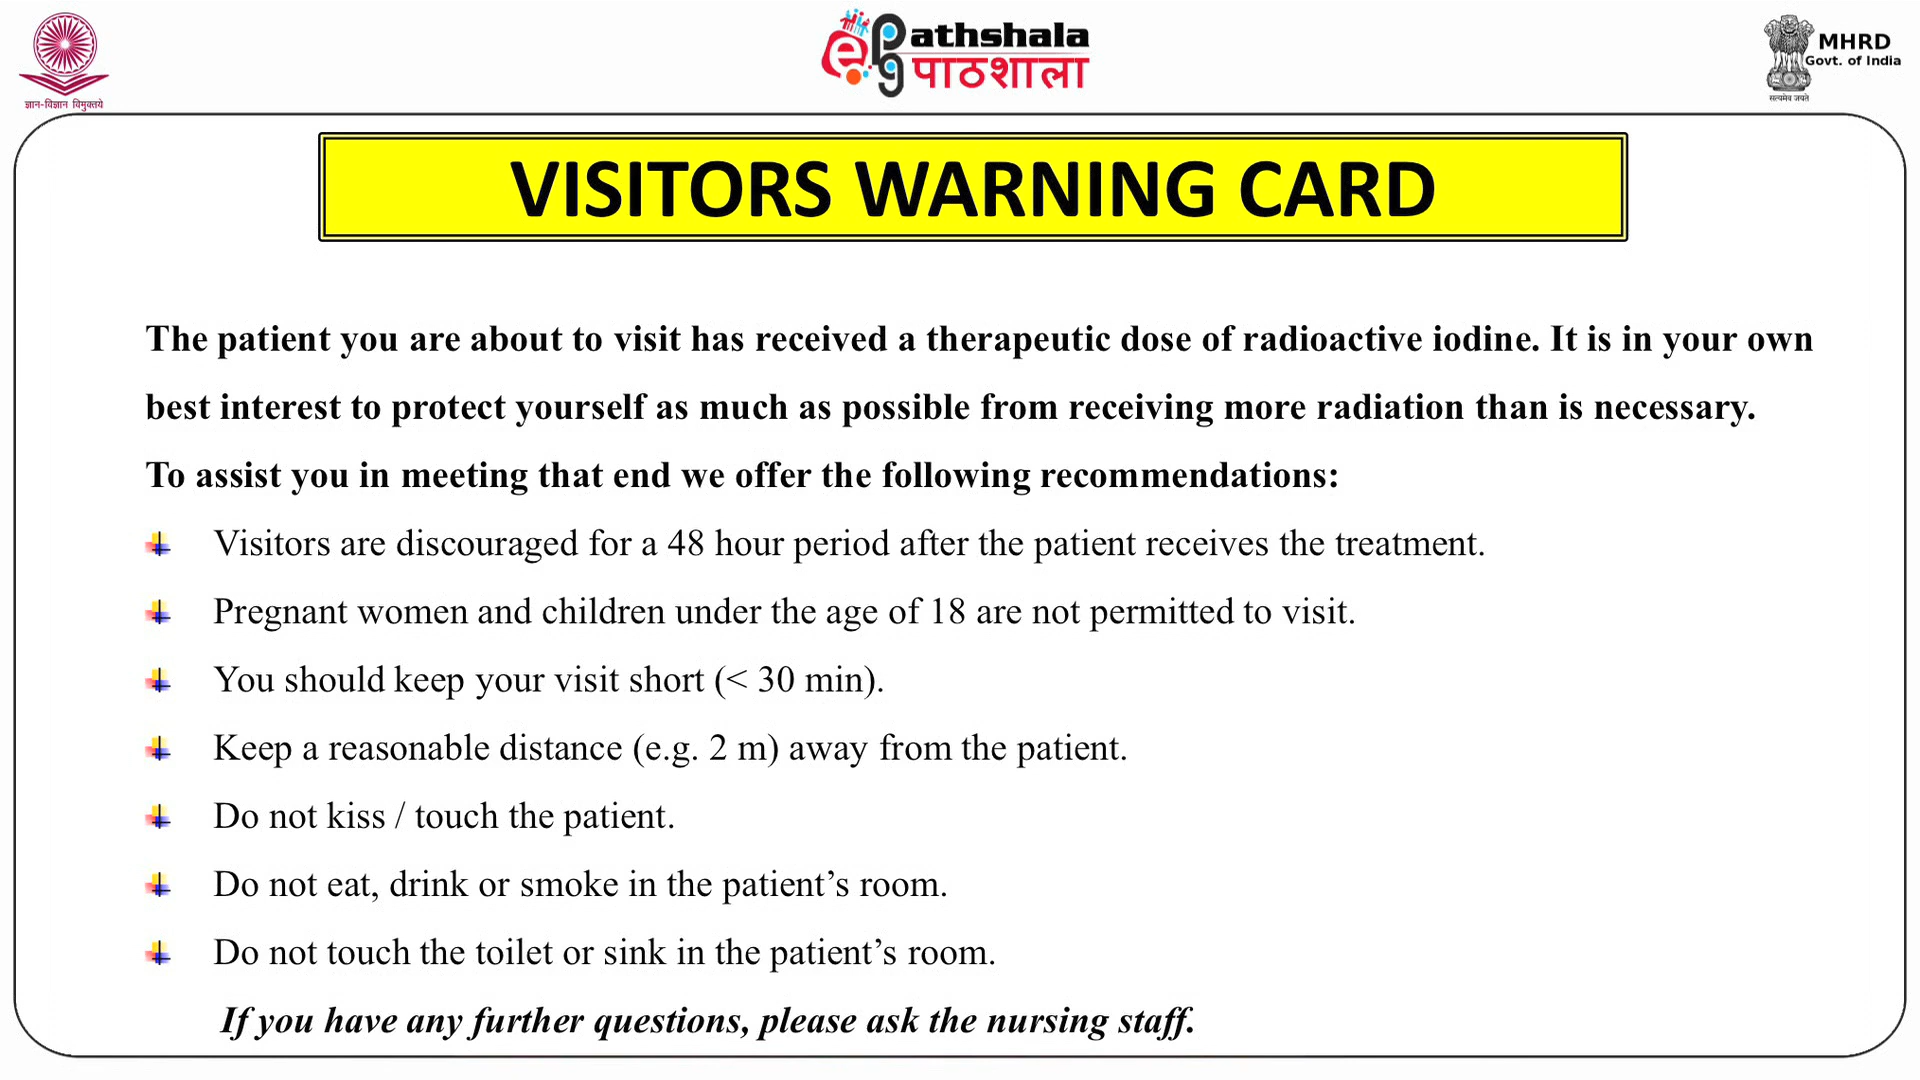 ज्ञान-विज्ञान विमुक्तये
ePathshala
पाठशाला
MHRD
Govt. of India
सत्यमेव जयते
VISITORS WARNING CARD
The patient you are about to visit has received a therapeutic dose of radioactive iodine. It is in your own
best interest to protect yourself as much as possible from receiving more radiation than is necessary.
To assist you in meeting that end we offer the following recommendations:
Visitors are discouraged for a 48 hour period after the patient receives the treatment.
Pregnant women and children under the age of 18 are not permitted to visit.
You should keep your visit short (< 30 min).
Keep a reasonable distance (e.g. 2 m) away from the patient.
Do not kiss / touch the patient.
Do not eat, drink or smoke in the patient’s room.
Do not touch the toilet or sink in the patient’s room.
If you have any further questions, please ask the nursing staff.